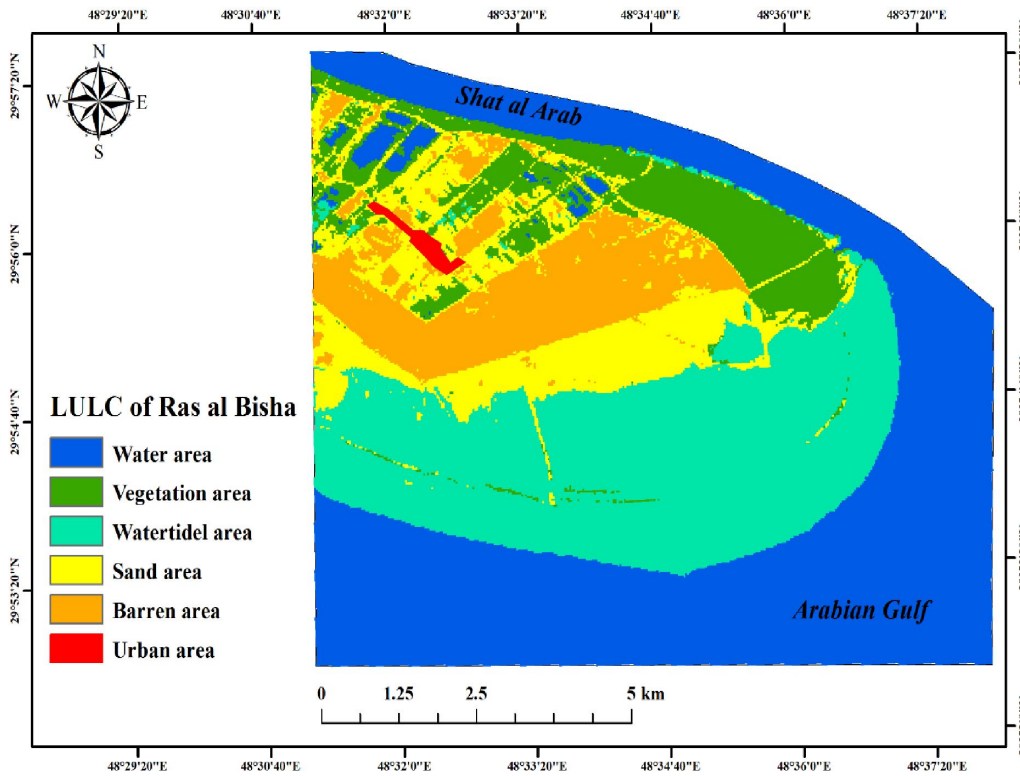 48°29'20"E 48°30'40"E 48°32'0"E 48°33'20"E 48°34'40"E 48°36'0"E 48°37'20"E
N
W E
S
29°57'20"N
29°56'0"N
29°54'40"N
29°53'20"N
Shat al Arab
LULC of Ras al Bisha
Water area
Vegetation area
Watertidel area
Sand area
Barren area
Urban area
Arabian Gulf
0 1.25 2.5 5 km
48°29'20"E 48°30'40"E 48°32'0"E 48°33'20"E 48°34'40"E 48°36'0"E 48°37'20"E